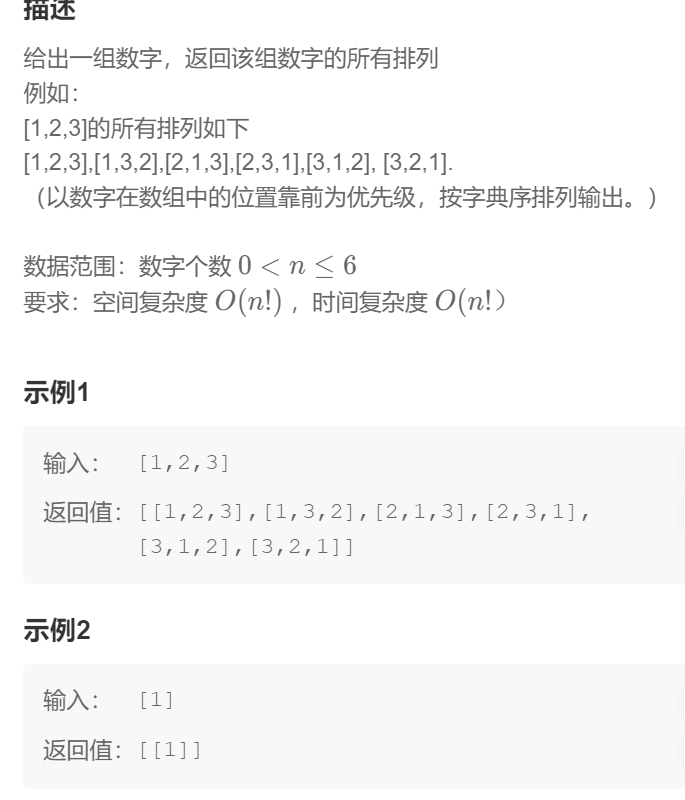 描述
给出一组数字，返回该组数字的所有排列
例如：
[1,2,3]的所有排列如下
[1,2,3],[1,3,2],[2,1,3],[2,3,1],[3,1,2], [3,2,1].
（以数字在数组中的位置靠前为优先级，按字典序排列输出。）
数据范围：数字个数 0 < n ≤ 6
要求：空间复杂度 O(n!) ，时间复杂度 O(n!）
示例1
输入： [1,2,3]
返回值：[[1,2,3],[1,3,2],[2,1,3],[2,3,1],
[3,1,2],[3,2,1]]
示例2
输入： [1]
返回值：[[1]]